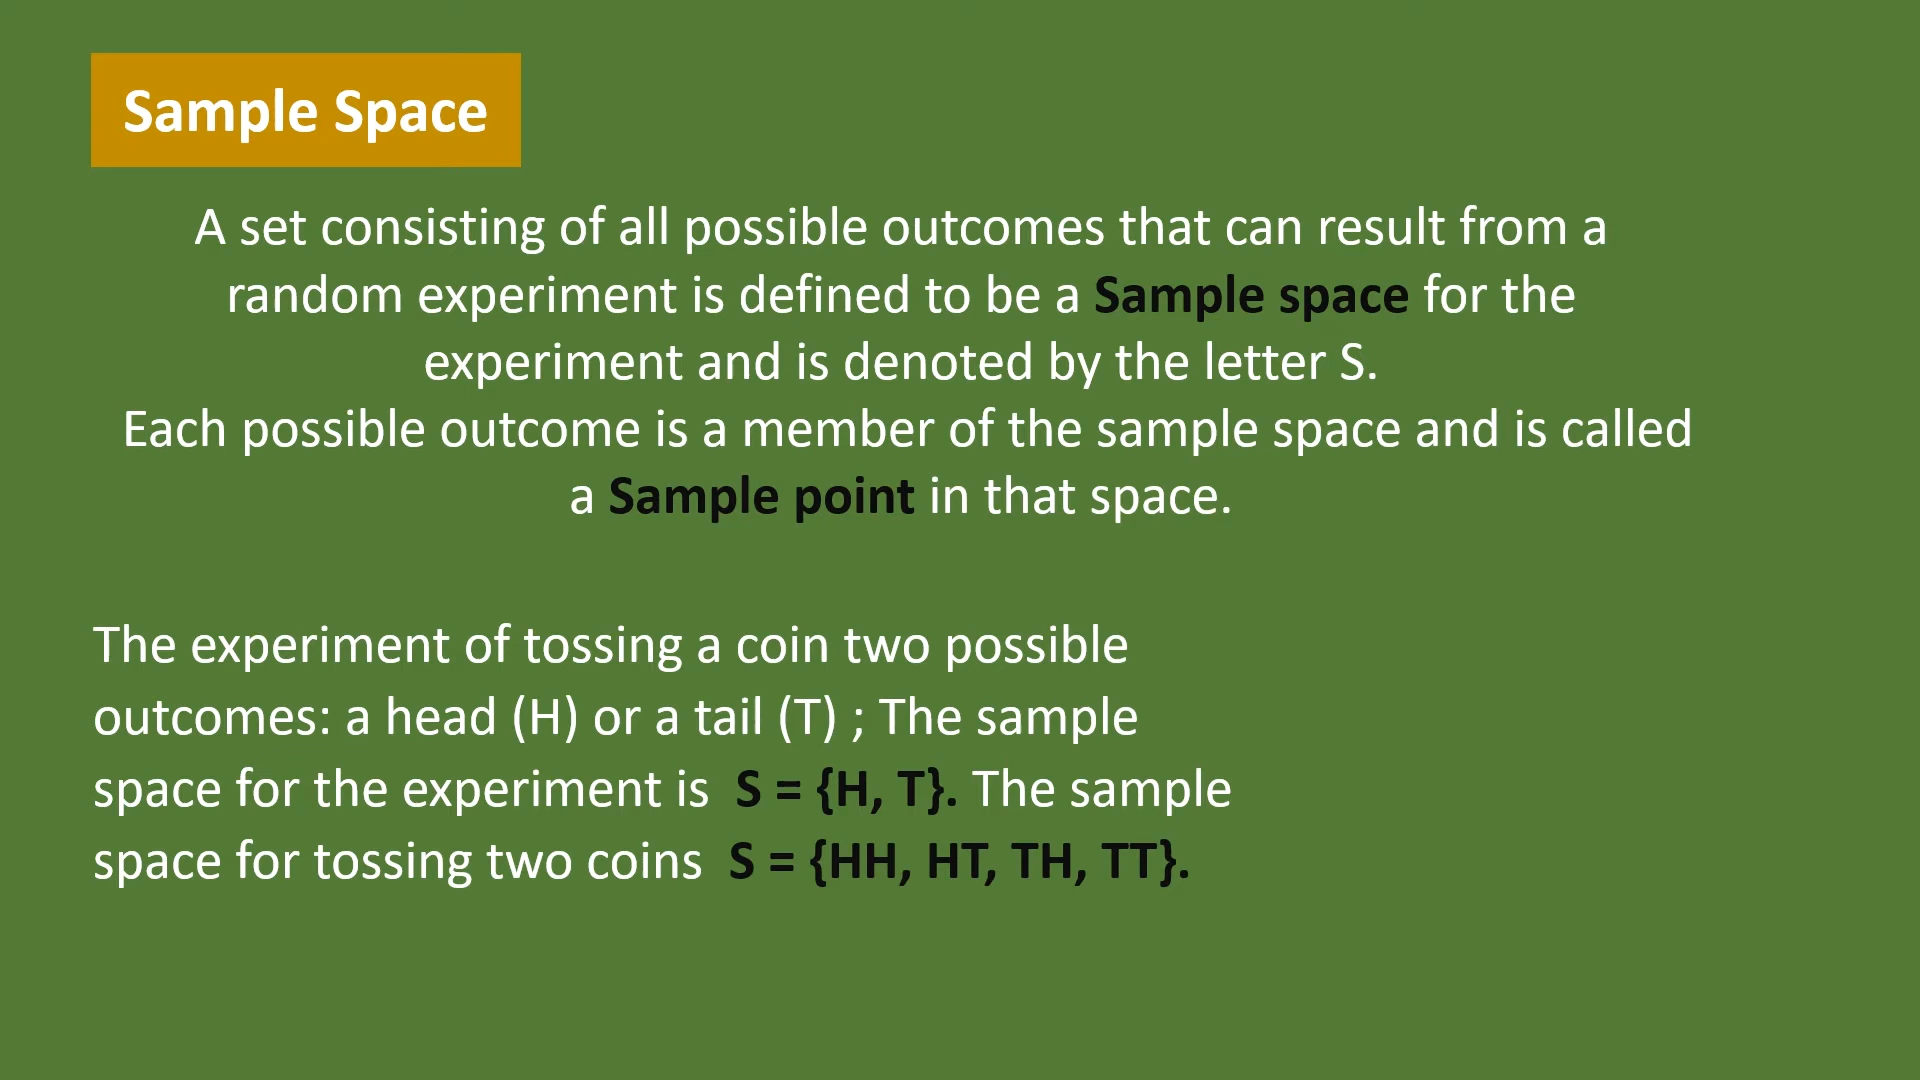 Sample Space
A set consisting of all possible outcomes that can result from a
random experiment is defined to be a Sample space for the
experiment and is denoted by the letter S.
Each possible outcome is a member of the sample space and is called
a Sample point in that space.
The experiment of tossing a coin two possible
outcomes: a head (H) or a tail (T) ; The sample
space for the experiment is S = {H, T}. The sample
space for tossing two coins S = {HH, HT, TH, TT}.